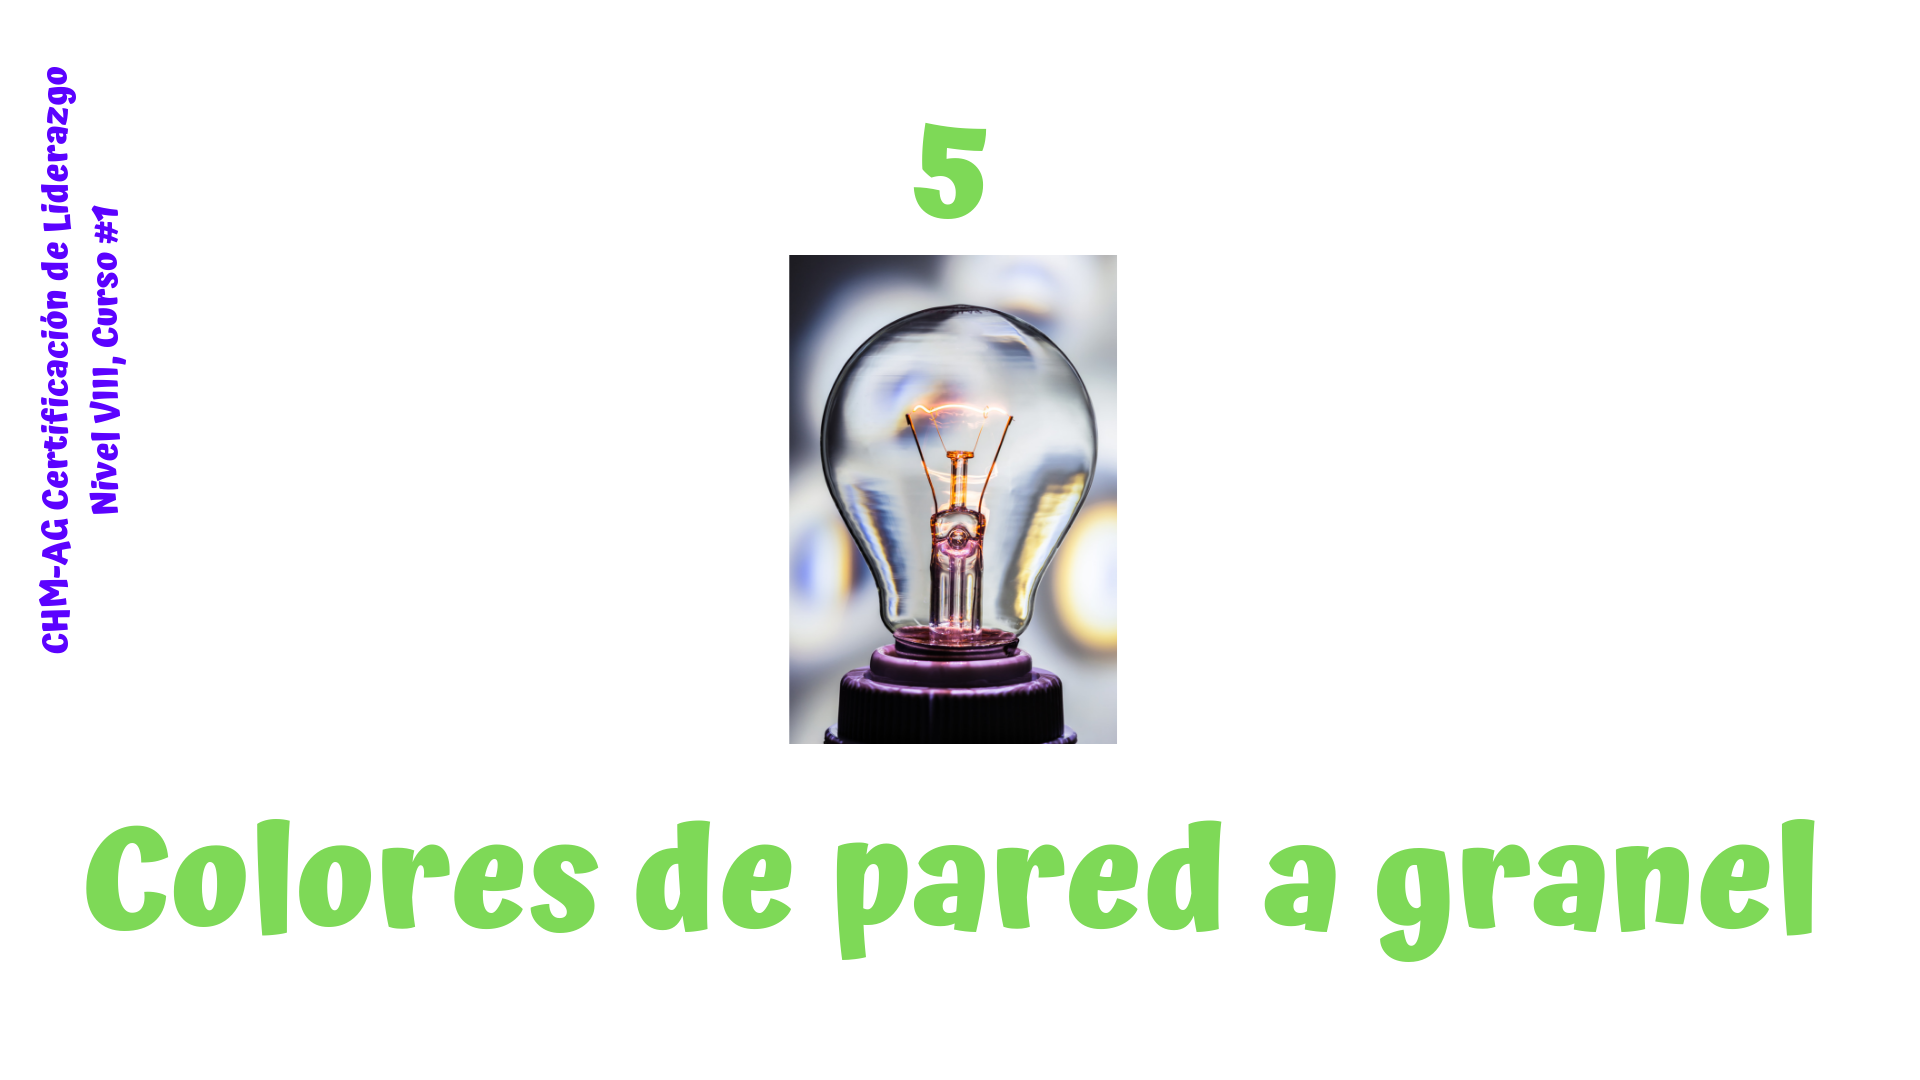 CHM-AG Certificación de Liderazgo
Nivel VIII, Curso #1
5
Colores de pared a granel